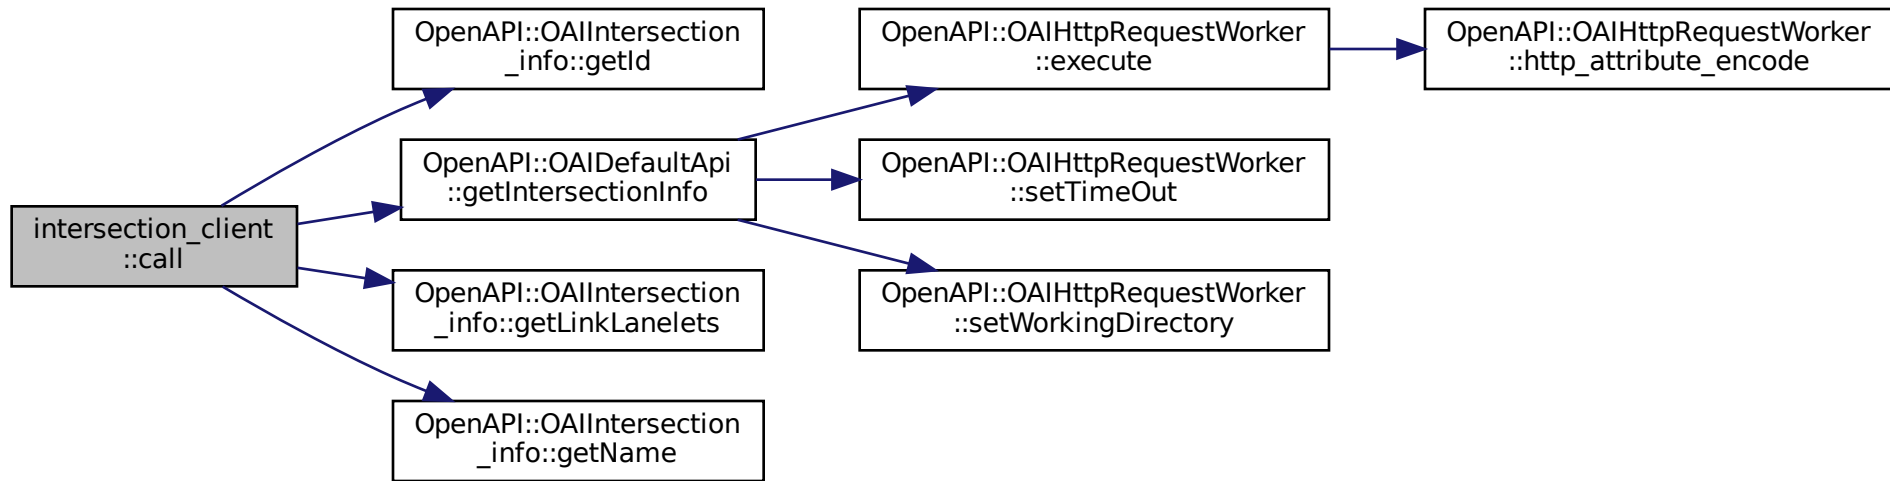 intersection_client
::call
OpenAPI::OAIIntersection
_info::getId
OpenAPI::OAIDefaultApi
::getIntersectionInfo
OpenAPI::OAIIntersection
_info::getLinkLanelets
OpenAPI::OAIIntersection
_info::getName
OpenAPI::OAIHttpRequestWorker
::execute
OpenAPI::OAIHttpRequestWorker
::setTimeOut
OpenAPI::OAIHttpRequestWorker
::setWorkingDirectory
OpenAPI::OAIHttpRequestWorker
::http_attribute_encode